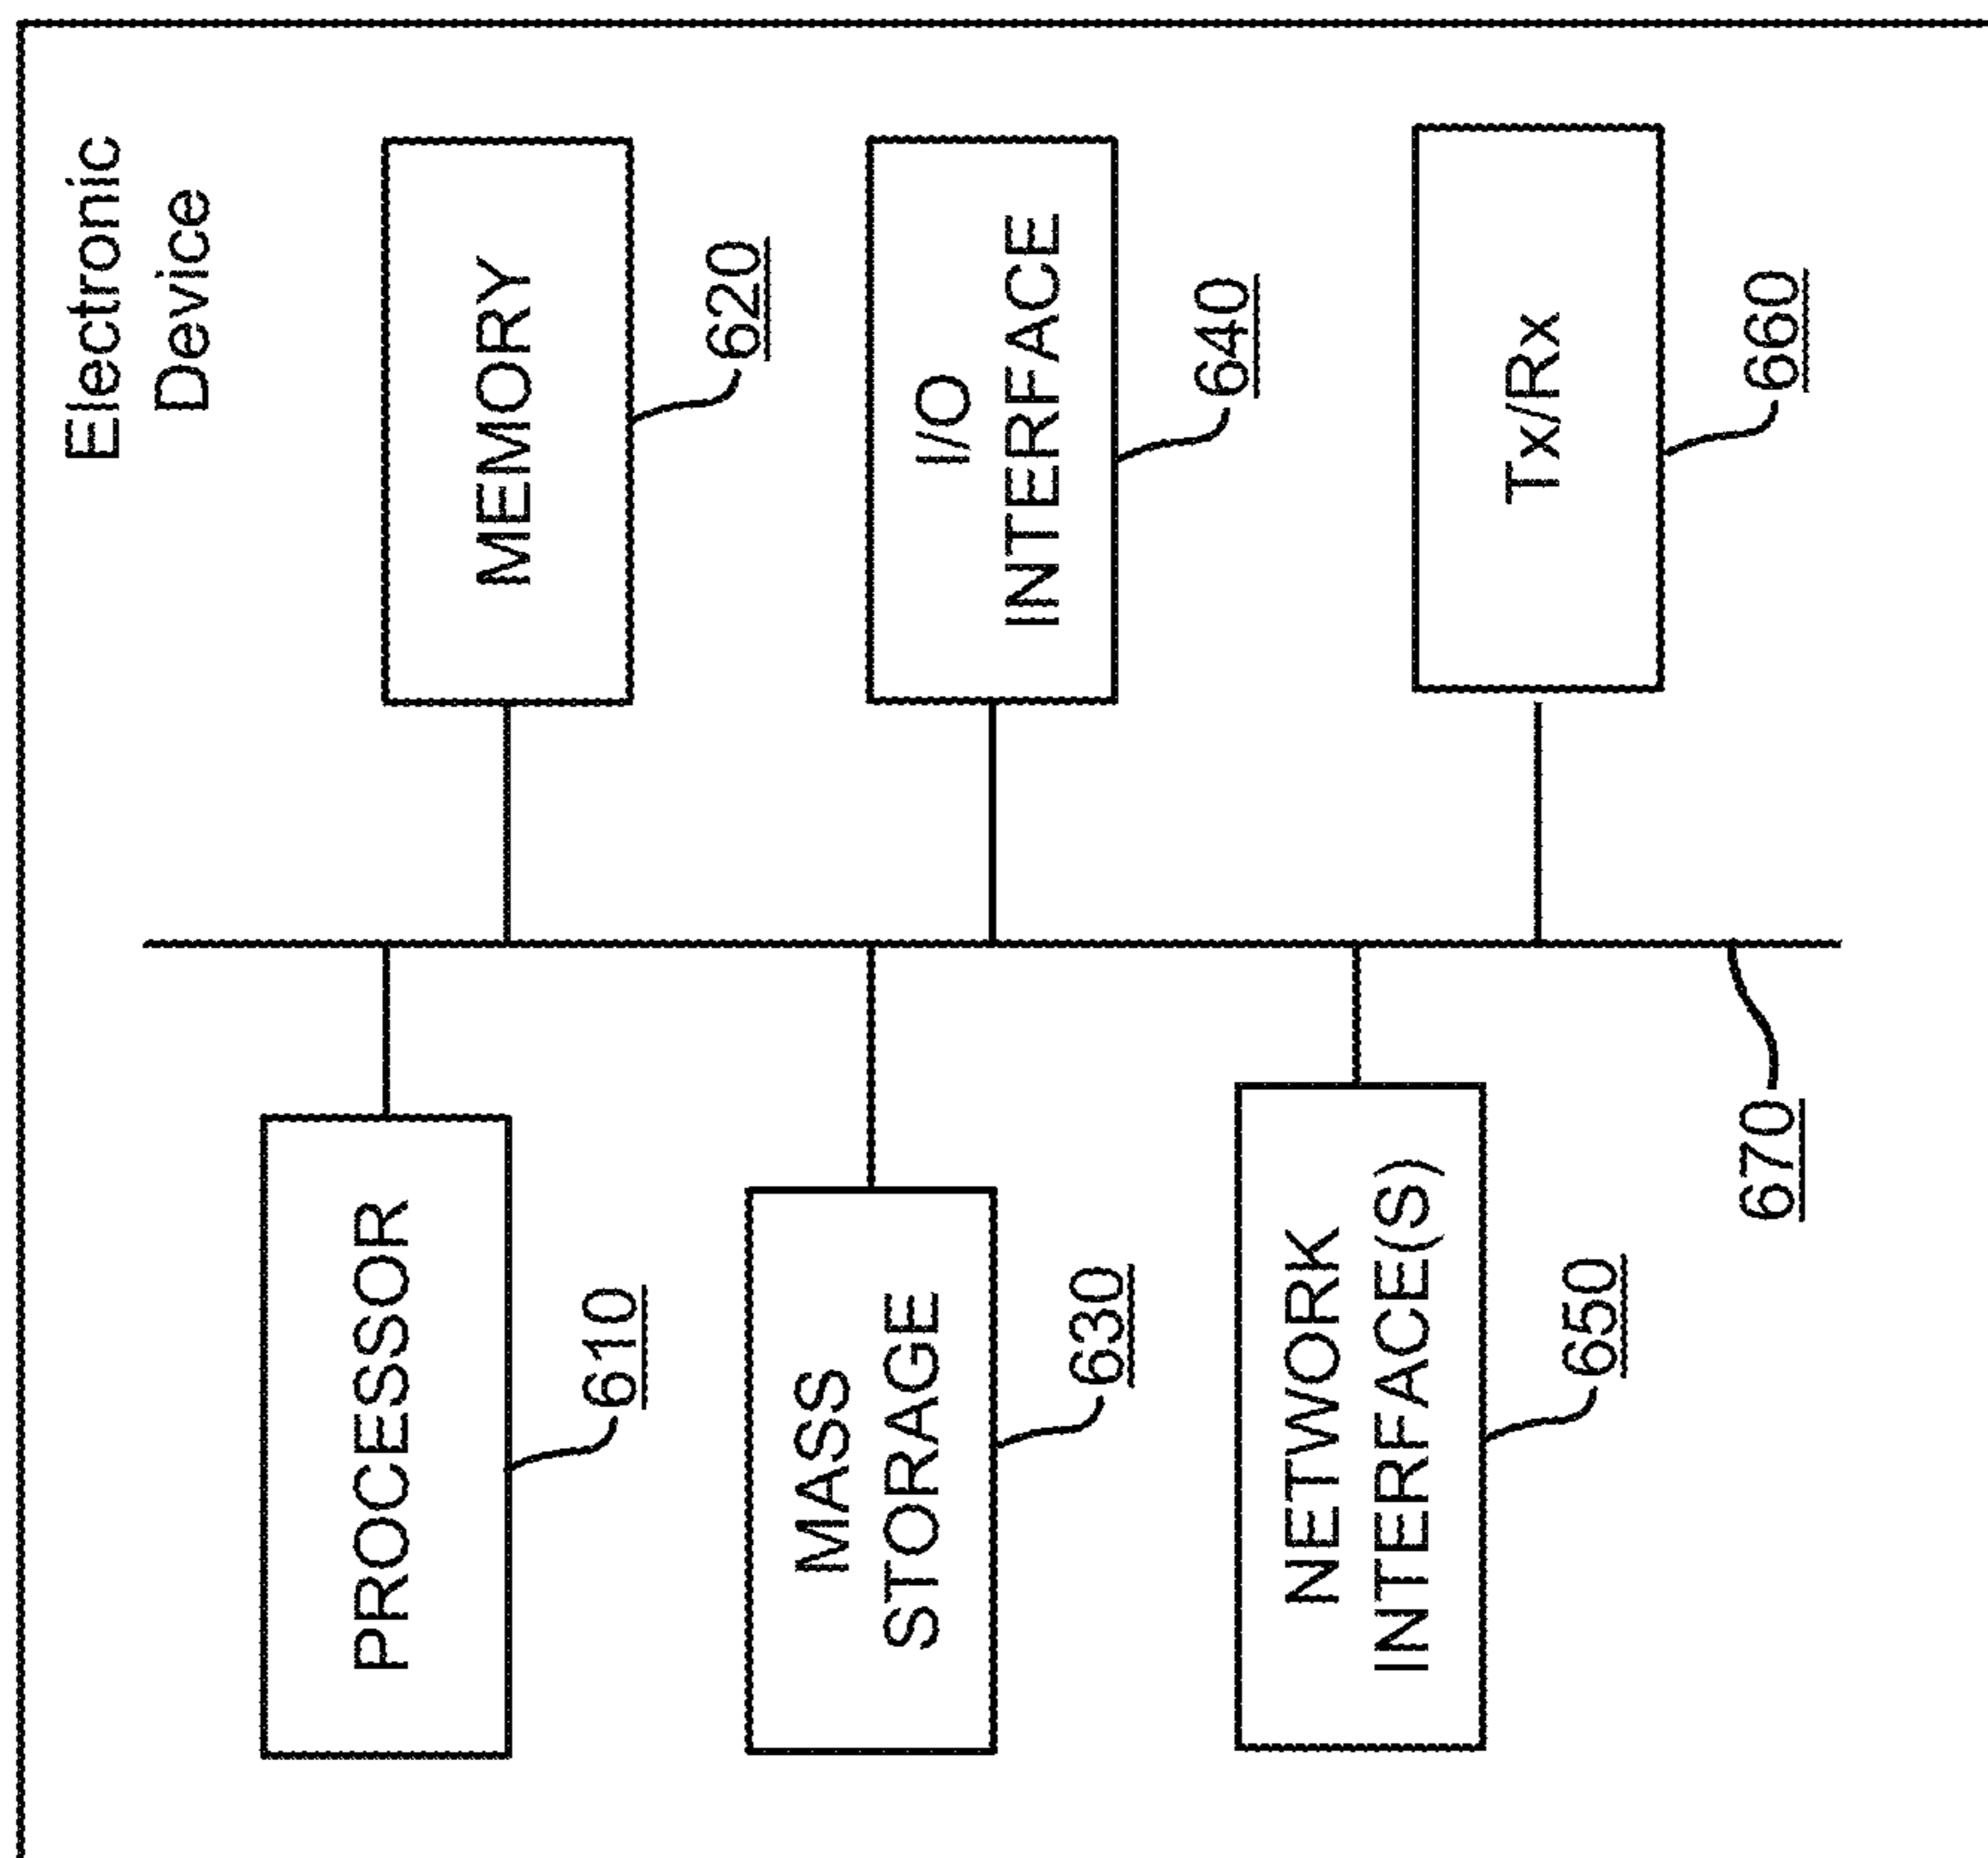 Electronic
Device
PROCESSOR
610
MEMORY
620
MASS
STORAGE
630
I/O
INTERFACE
640
NETWORK
INTERFACE(S)
650
Tx/Rx
660
670